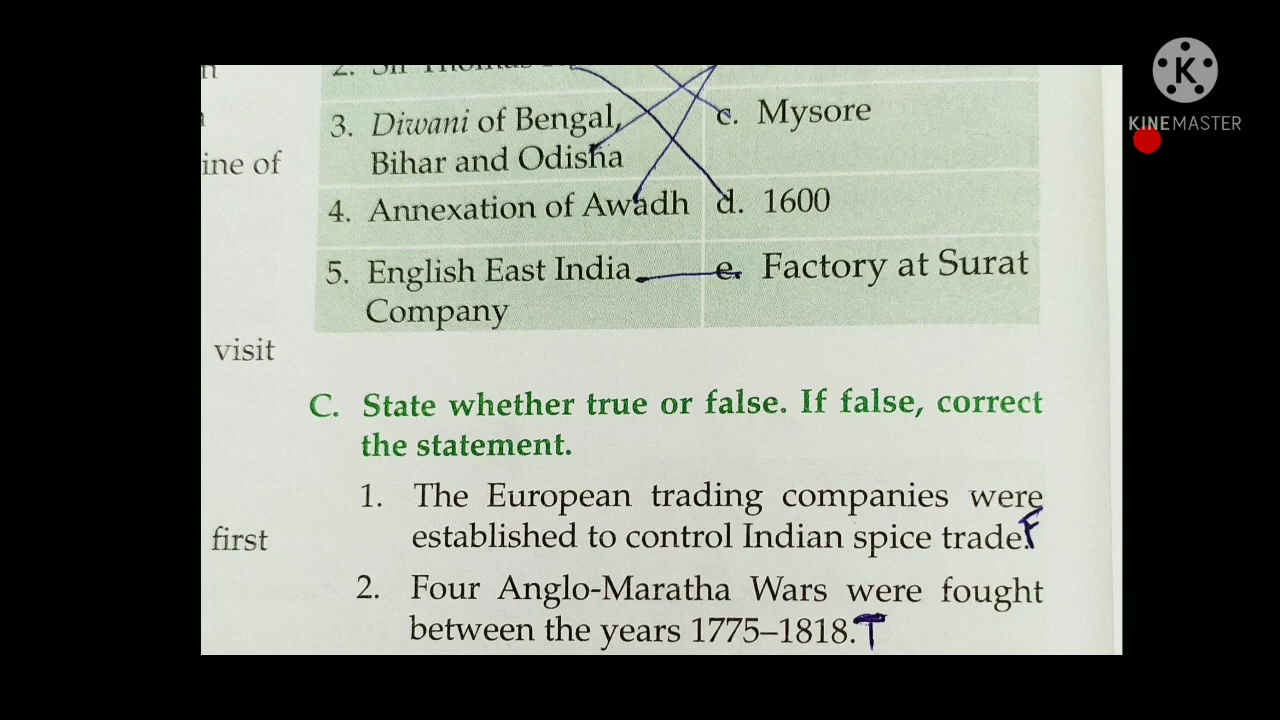 2. Sir Thomas
3. Diwani of Bengal,
Bihar and Odisha
c. Mysore
ine of
4. Annexation of Awadh
d. 1600
5. English East India
Company
e. Factory at Surat
visit
C. State whether true or false. If false, correct
the statement.
1. The European trading companies were
established to control Indian spice trade. F
first
2. Four Anglo-Maratha Wars were fought
between the years 1775–1818. T
K
KINEMASTER